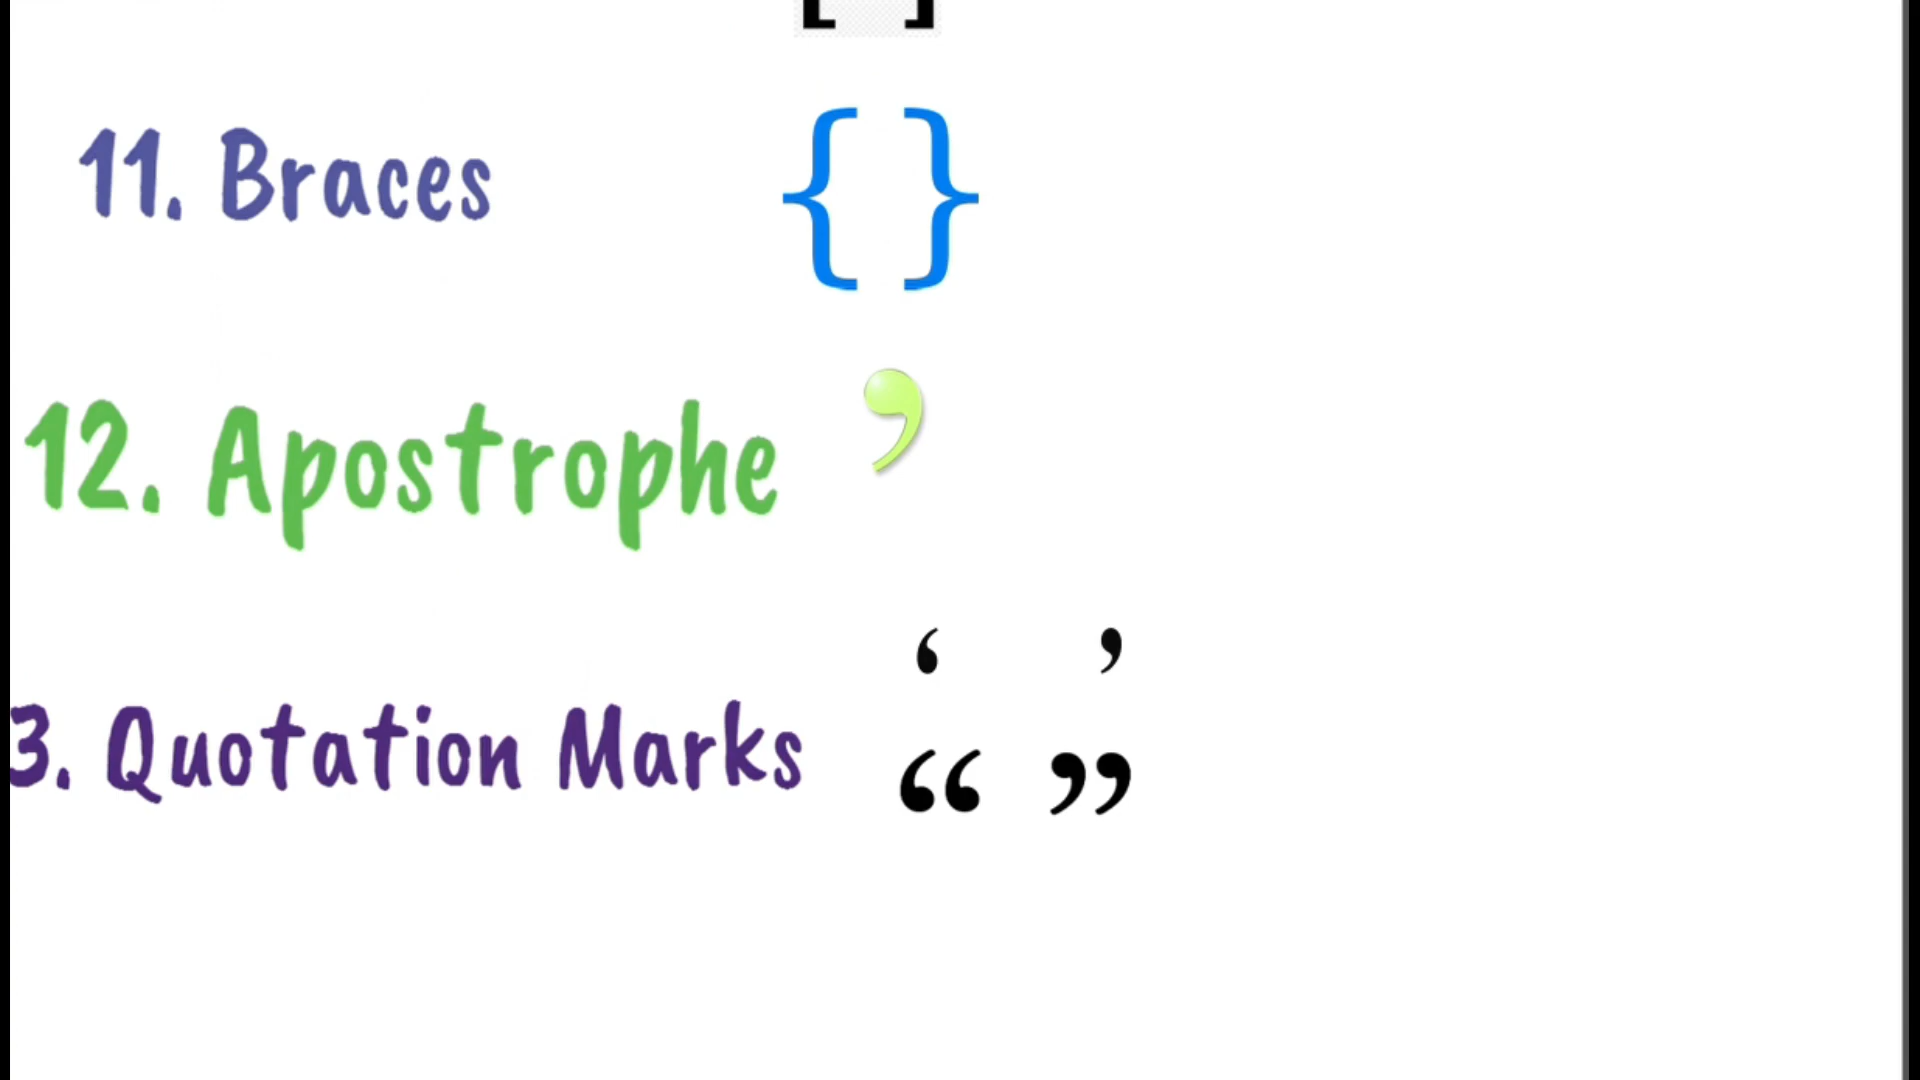 [ ]
11. Braces { }
12. Apostrophe ’
3. Quotation Marks ‘ ’
“ ”